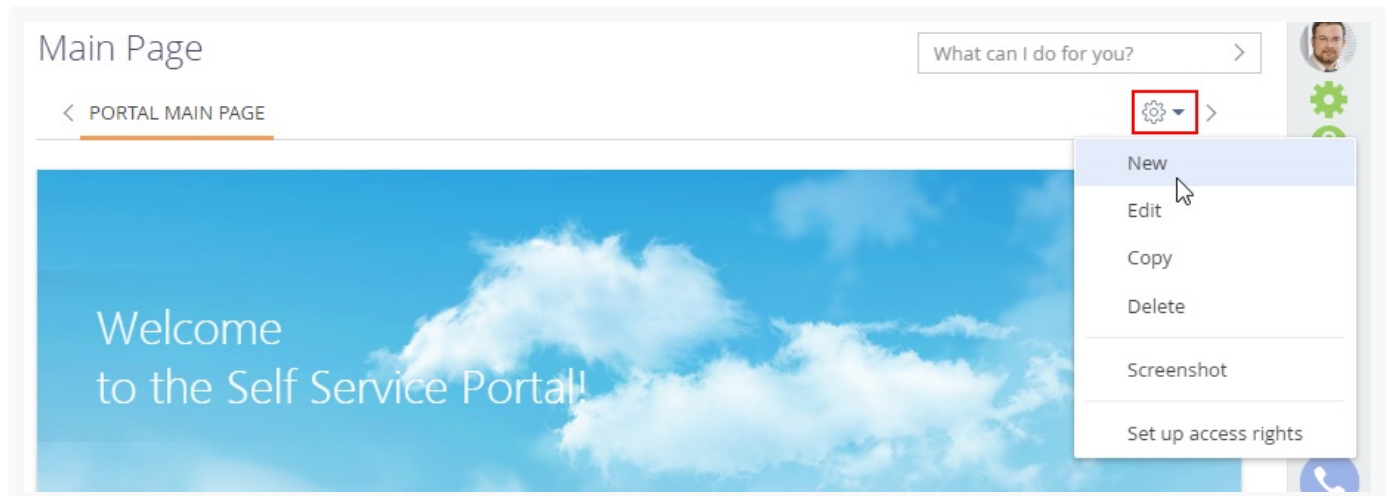 Main Page
What can I do for you?
PORTAL MAIN PAGE
New
Edit
Copy
Delete
Screenshot
Set up access rights
Welcome
to the Self Service Portal!